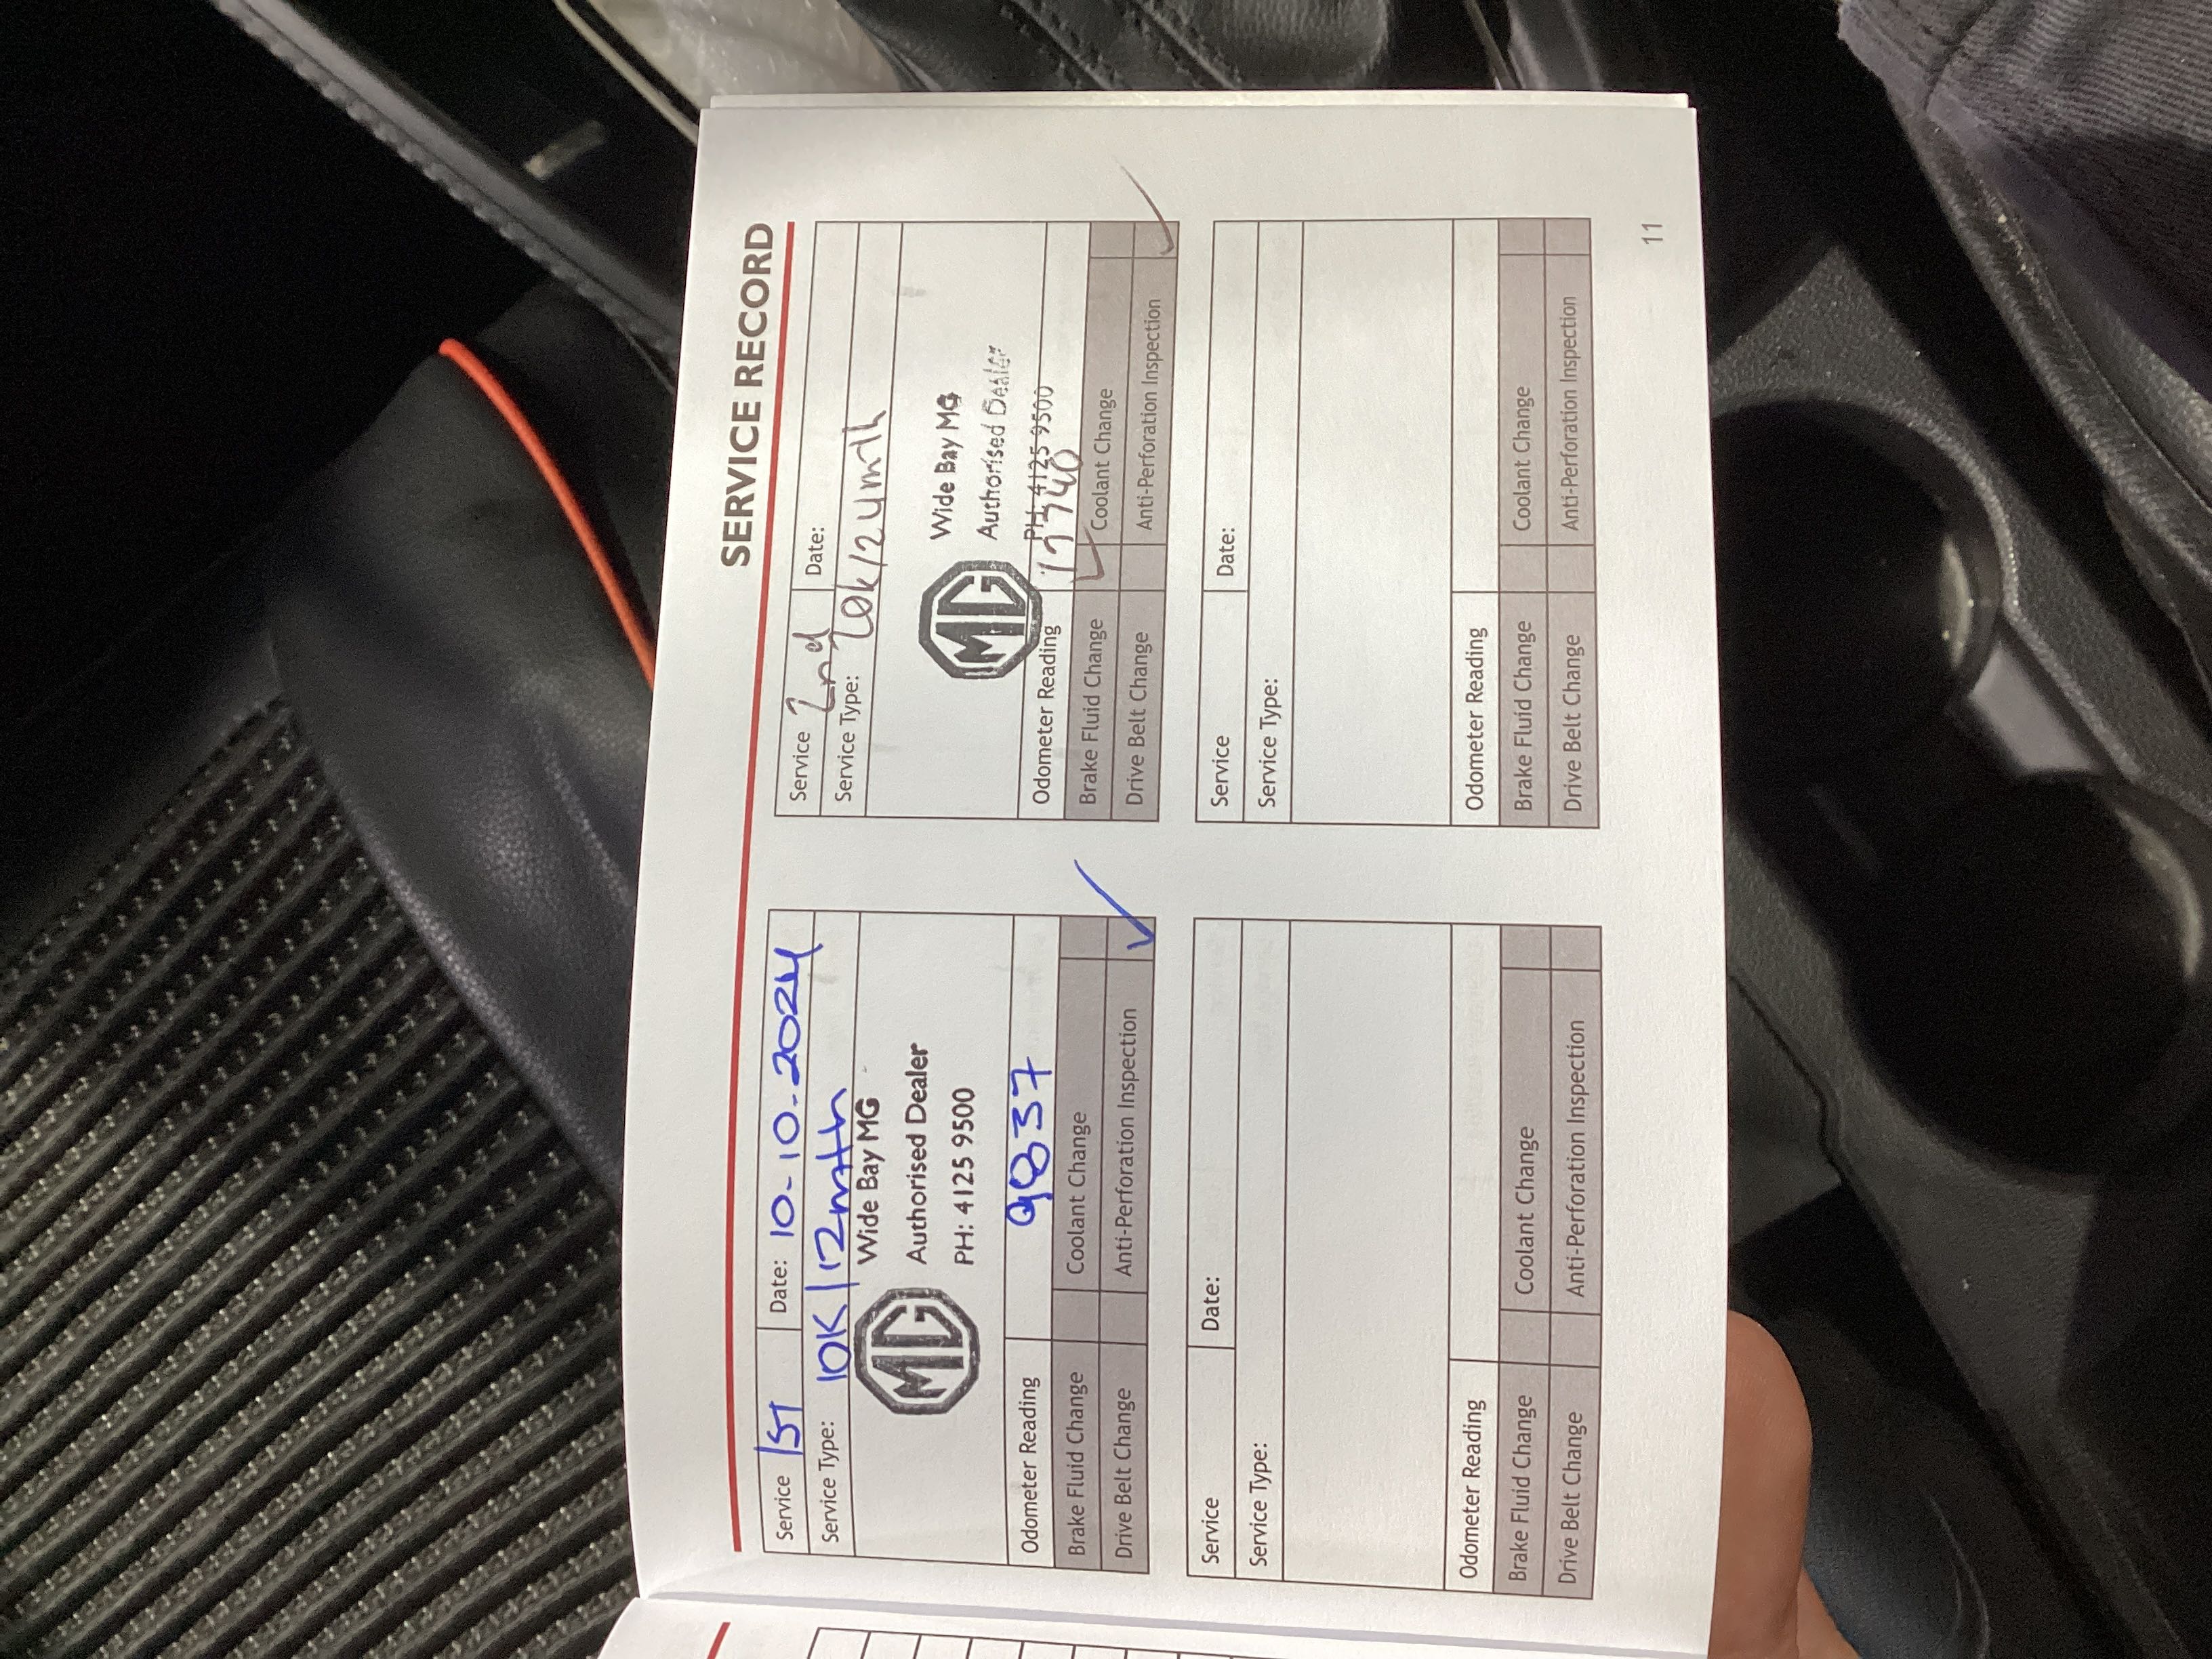 SERVICE RECORD
Service 1ST Date: 10-10-2024
Service Type: 10K/12mth
MG
Wide Bay MG
Authorised Dealer
PH: 4125 9500
Odometer Reading 9837
Brake Fluid Change Coolant Change
Drive Belt Change Anti-Perforation Inspection ✓
Service 2nd Date:
Service Type: 20k/24mth
MG
Wide Bay MG
Authorised Dealer
PH: 4125 9500
Odometer Reading 17740
Brake Fluid Change ✓ Coolant Change
Drive Belt Change Anti-Perforation Inspection ✓
Service Date:
Service Type:
Odometer Reading
Brake Fluid Change Coolant Change
Drive Belt Change Anti-Perforation Inspection
Service Date:
Service Type:
Odometer Reading
Brake Fluid Change Coolant Change
Drive Belt Change Anti-Perforation Inspection
11